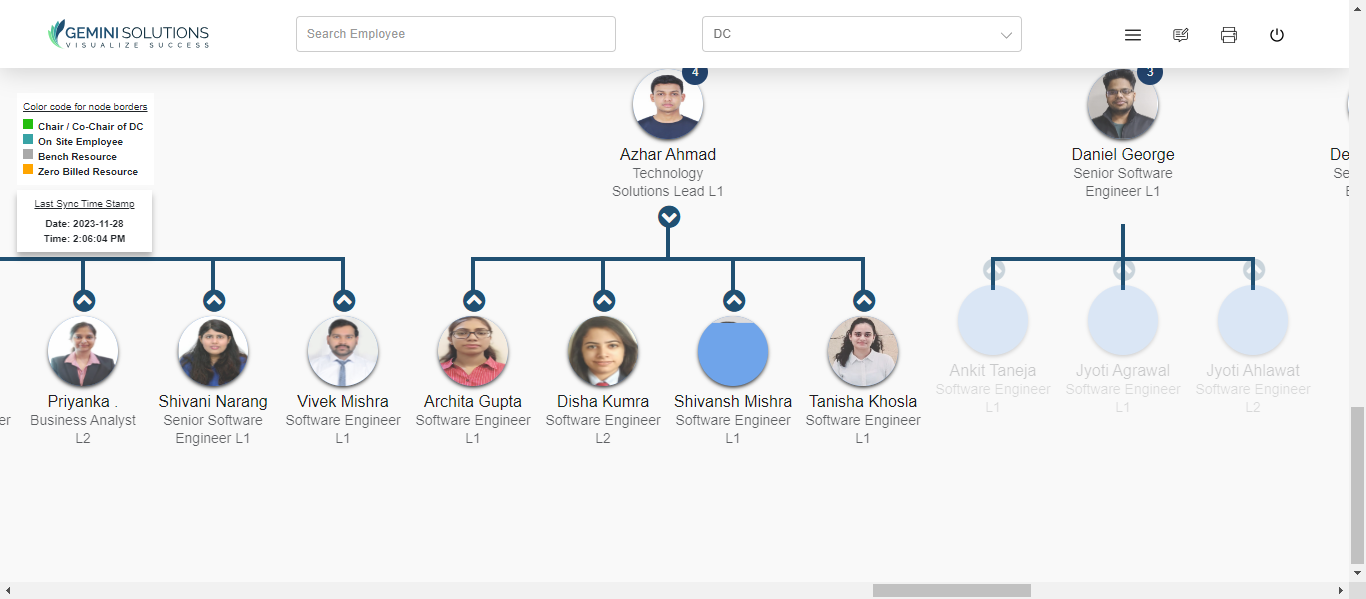 GEMINI SOLUTIONS
VISUALIZE SUCCESS
Search Employee
DC
4
3
Color code for node borders
Chair / Co-Chair of DC
On Site Employee
Bench Resource
Zero Billed Resource
Last Sync Time Stamp
Date: 2023-11-28
Time: 2:06:04 PM
Azhar Ahmad
Technology
Solutions Lead L1
Daniel George
Senior Software
Engineer L1
De
Se
er
Priyanka .
Business Analyst
L2
Shivani Narang
Senior Software
Engineer L1
Vivek Mishra
Software Engineer
L1
Archita Gupta
Software Engineer
L1
Disha Kumra
Software Engineer
L2
Shivansh Mishra
Software Engineer
L1
Tanisha Khosla
Software Engineer
L1
Ankit Taneja
Software Engineer
L1
Jyoti Agrawal
Software Engineer
L1
Jyoti Ahlawat
Software Engineer
L2